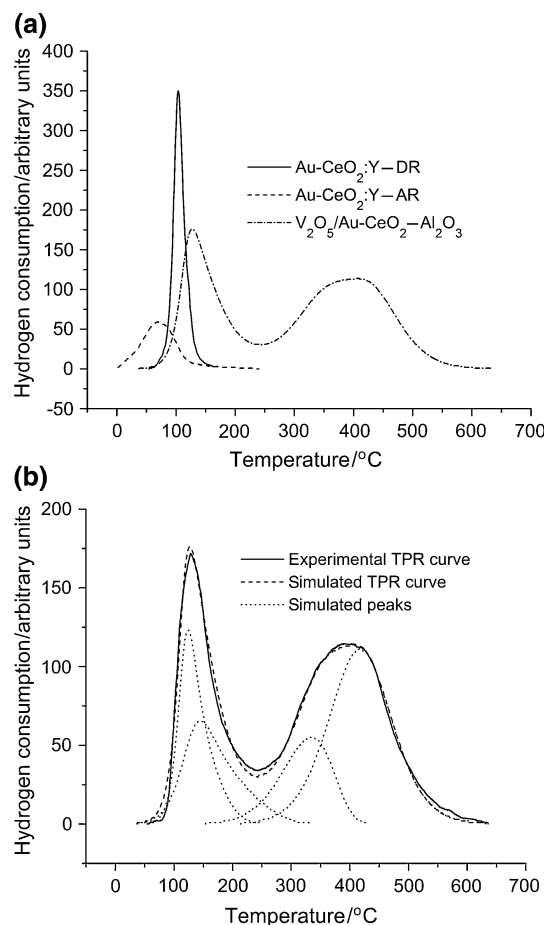 (a)
400
350
300
250
200
150
100
50
0
-50
Hydrogen consumption/arbitrary units
Au-CeO₂:Y—DR
Au-CeO₂:Y—AR
V₂O₅/Au-CeO₂—Al₂O₃
0 100 200 300 400 500 600 700
Temperature/°C
(b)
200
150
100
50
0
Hydrogen consumption/arbitrary units
Experimental TPR curve
Simulated TPR curve
Simulated peaks
0 100 200 300 400 500 600 700
Temperature/°C